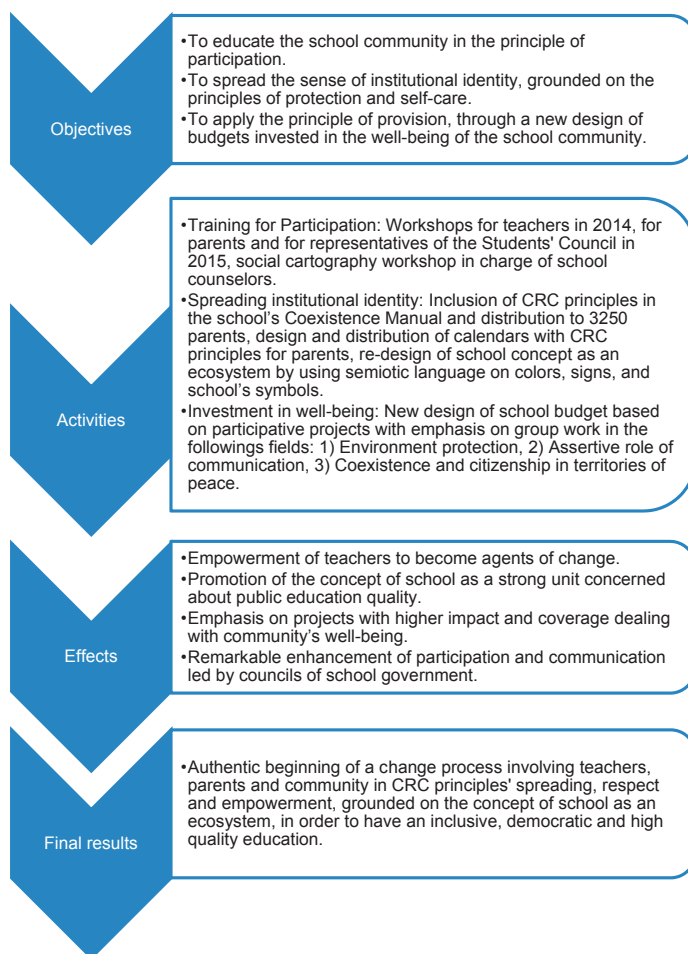 Objectives
•To educate the school community in the principle of
participation.
•To spread the sense of institutional identity, grounded on the
principles of protection and self-care.
•To apply the principle of provision, through a new design of
budgets invested in the well-being of the school community.
Activities
•Training for Participation: Workshops for teachers in 2014, for
parents and for representatives of the Students' Council in
2015, social cartography workshop in charge of school
counselors.
•Spreading institutional identity: Inclusion of CRC principles in
the school’s Coexistence Manual and distribution to 3250
parents, design and distribution of calendars with CRC
principles for parents, re-design of school concept as an
ecosystem by using semiotic language on colors, signs, and
school’s symbols.
•Investment in well-being: New design of school budget based
on participative projects with emphasis on group work in the
followings fields: 1) Environment protection, 2) Assertive role of
communication, 3) Coexistence and citizenship in territories of
peace.
Effects
•Empowerment of teachers to become agents of change.
•Promotion of the concept of school as a strong unit concerned
about public education quality.
•Emphasis on projects with higher impact and coverage dealing
with community’s well-being.
•Remarkable enhancement of participation and communication
led by councils of school government.
Final results
•Authentic beginning of a change process involving teachers,
parents and community in CRC principles' spreading, respect
and empowerment, grounded on the concept of school as an
ecosystem, in order to have an inclusive, democratic and high
quality education.